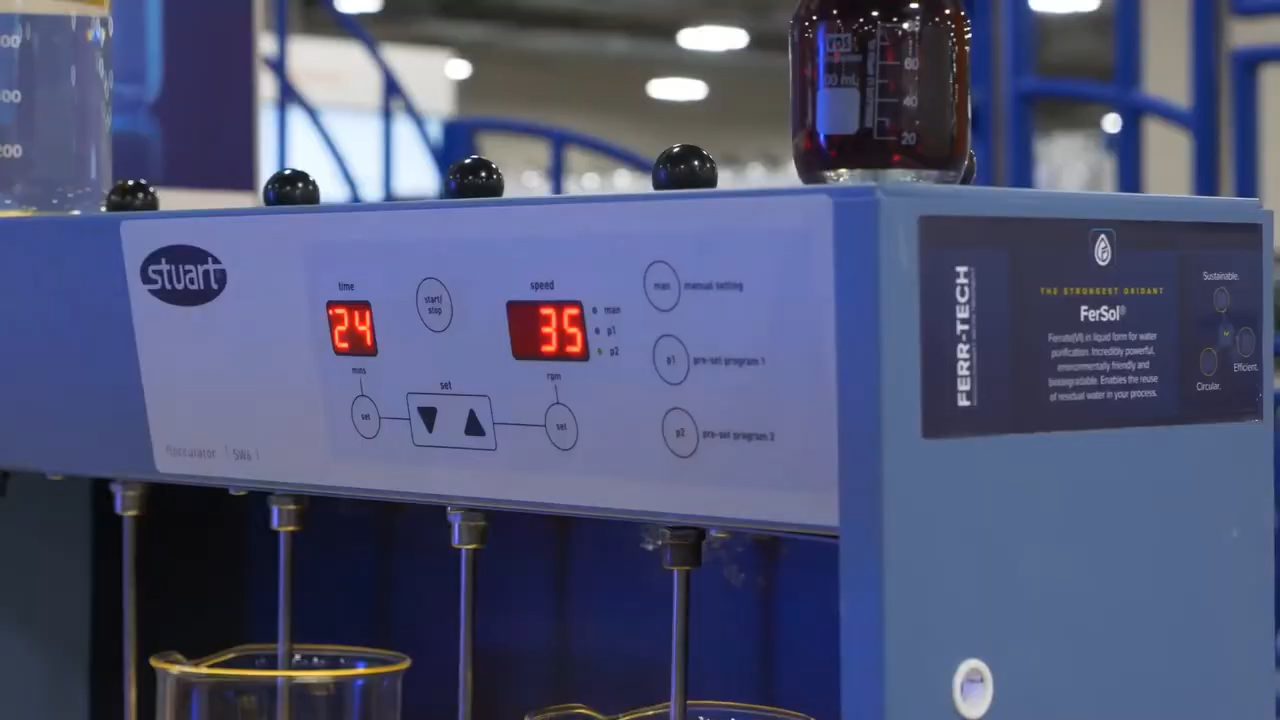 200
60
40
20
stuart
time
24
mins
start/
stop
speed
35
rpm
man
p1
p2
set
set
set
man
manual setting
p1
pre-set program 1
p2
pre-set program 2
flocculator | SW6 |
FERR-TECH
THE STRONGEST OXIDANT
FerSol®
Ferrate(VI) in liquid form for water
purification. Incredibly powerful,
environmentally friendly and
biodegradable. Enables the reuse
of residual water in your process.
Sustainable.
Circular.
Efficient.